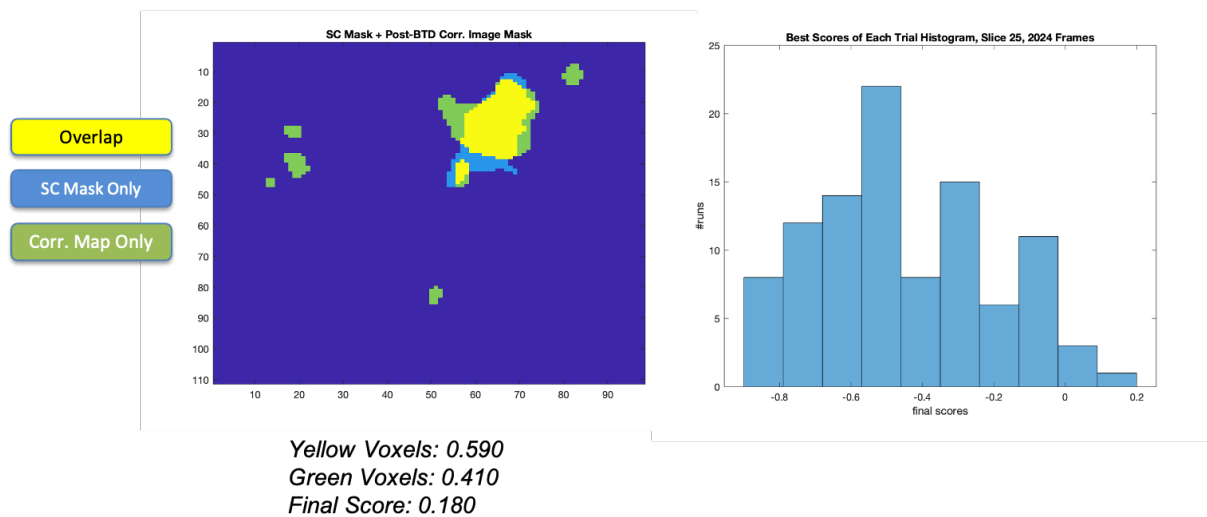 SC Mask + Post-BTD Corr. Image Mask
10
20
30
40
50
60
70
80
90
100
110
10 20 30 40 50 60 70 80 90
Overlap
SC Mask Only
Corr. Map Only
Yellow Voxels: 0.590
Green Voxels: 0.410
Final Score: 0.180
Best Scores of Each Trial Histogram, Slice 25, 2024 Frames
25
20
15
10
5
0
#runs
-0.8 -0.6 -0.4 -0.2 0 0.2
final scores